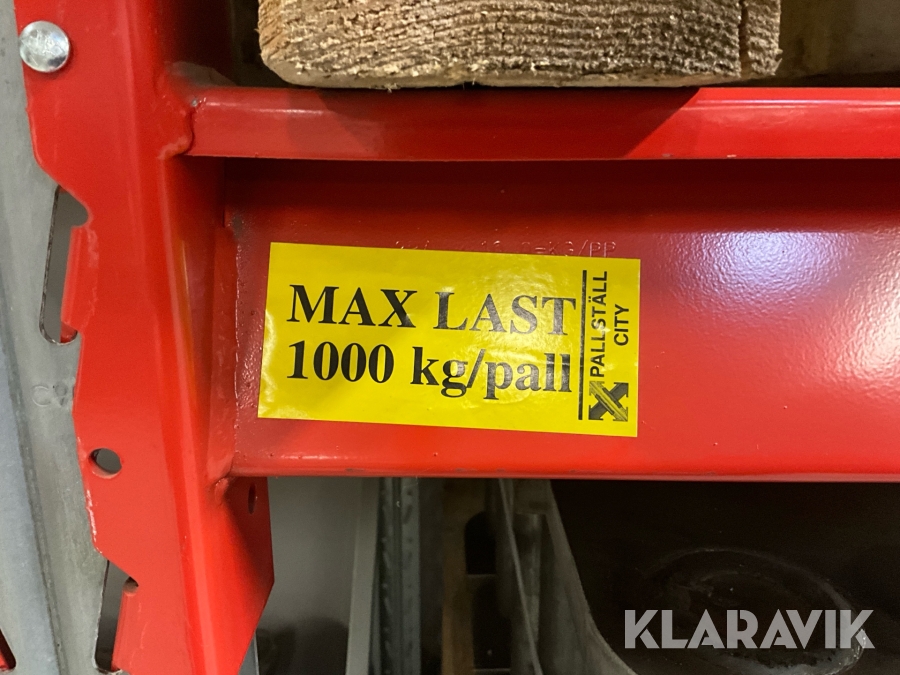 MAX LAST
1000 kg/pall
PALLSTÄLL
CITY
KLARAVIK